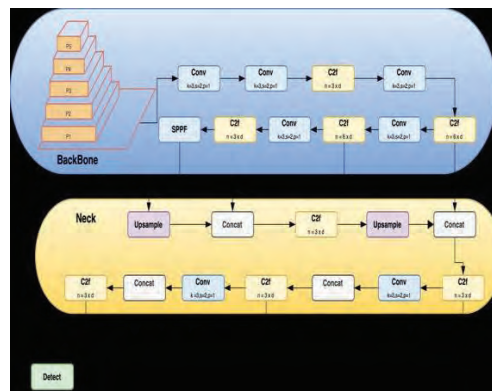 P5
P4
P3
P2
P1
BackBone
Conv
k=3,s=2,p=1
Conv
k=3,s=2,p=1
C2f
n = 3 x d
Conv
k=3,s=2,p=1
SPPF
C2f
n = 3 x d
Conv
k=3,s=2,p=1
C2f
n = 6 x d
Conv
k=3,s=2,p=1
C2f
n = 6 x d
Neck
Upsample
Concat
C2f
n = 3 x d
Upsample
Concat
C2f
n = 3 x d
Concat
Conv
k = 3,s=2,p=1
C2f
n = 3 x d
Concat
Conv
k=3,s=2,p=1
C2f
n = 3 x d
Detect